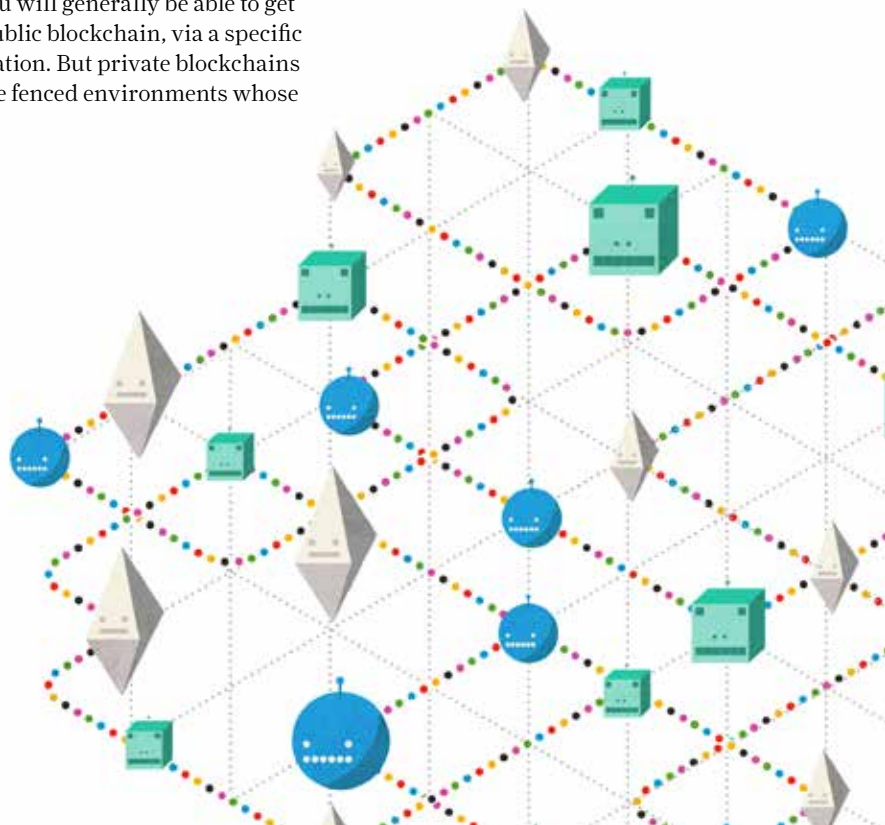 u will generally be able to get
ublic blockchain, via a specific
ation. But private blockchains
e fenced environments whose